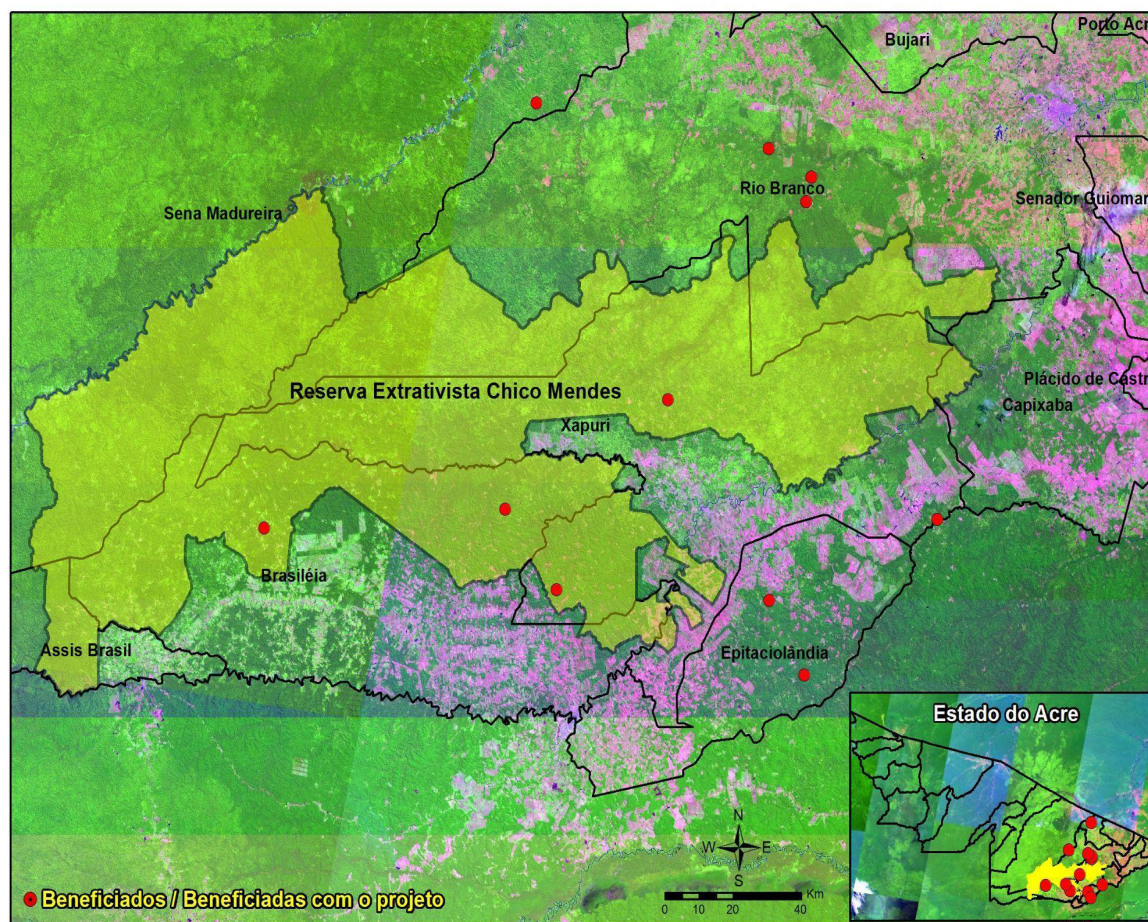 Porto Acr
Bujari
Rio Branco
Sena Madureira
Senador Guiomar
Reserva Extrativista Chico Mendes
Plácido de Castr
Capixaba
Xapuri
Brasiléia
Assis Brasil
Epitaciolândia
Estado do Acre
N
W E
S
Km
0 10 20 40
Beneficiados / Beneficiadas com o projeto